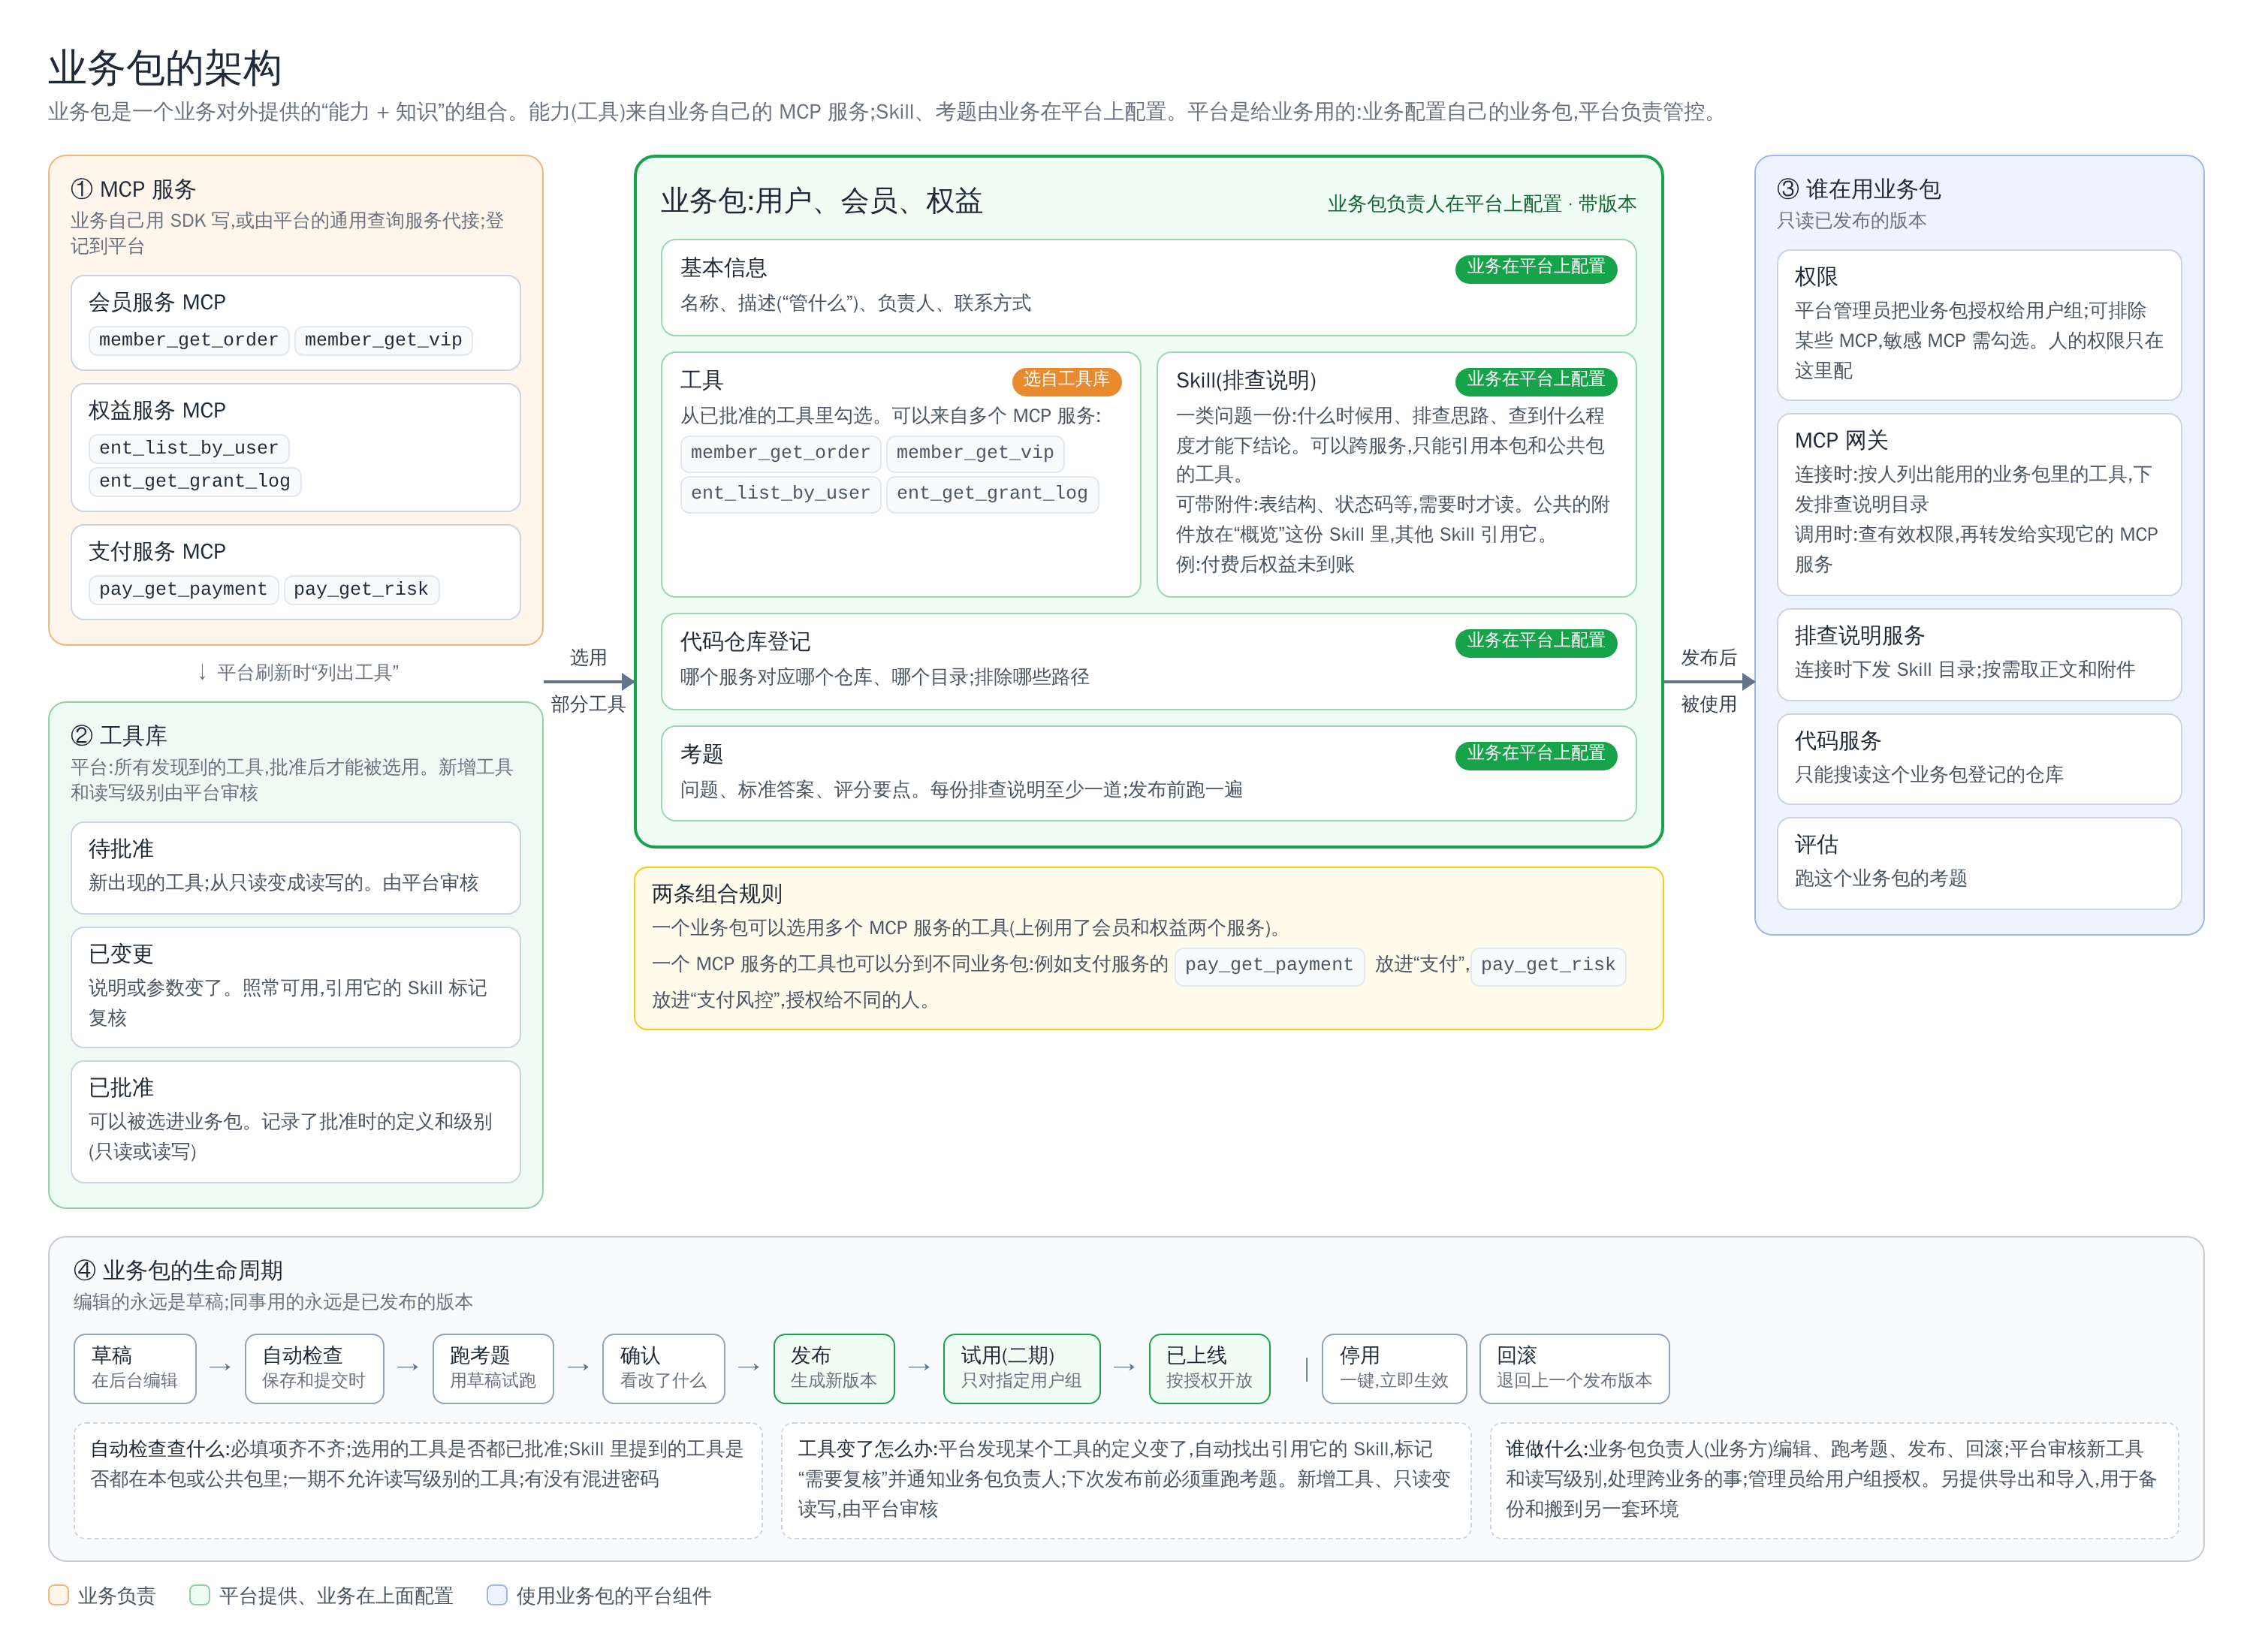 业务包的架构
业务包是一个业务对外提供的“能力 + 知识”的组合。能力(工具)来自业务自己的 MCP 服务;Skill、考题由业务在平台上配置。平台是给业务用的:业务配置自己的业务包,平台负责管控。
① MCP 服务
业务自己用 SDK 写,或由平台的通用查询服务代接;登
记到平台
会员服务 MCP
member_get_order member_get_vip
权益服务 MCP
ent_list_by_user
ent_get_grant_log
支付服务 MCP
pay_get_payment pay_get_risk
↓ 平台刷新时“列出工具”
② 工具库
平台:所有发现到的工具,批准后才能被选用。新增工具
和读写级别由平台审核
待批准
新出现的工具;从只读变成读写的。由平台审核
已变更
说明或参数变了。照常可用,引用它的 Skill 标记
复核
已批准
可以被选进业务包。记录了批准时的定义和级别
(只读或读写)
选用
部分工具
业务包:用户、会员、权益
业务包负责人在平台上配置 · 带版本
基本信息
业务在平台上配置
名称、描述(“管什么”)、负责人、联系方式
工具
选自工具库
从已批准的工具里勾选。可以来自多个 MCP 服务:
member_get_order member_get_vip
ent_list_by_user ent_get_grant_log
Skill(排查说明)
业务在平台上配置
一类问题一份:什么时候用、排查思路、查到什么程
度才能下结论。可以跨服务,只能引用本包和公共包
的工具。
可带附件:表结构、状态码等,需要时才读。公共的附
件放在“概览”这份 Skill 里,其他 Skill 引用它。
例:付费后权益未到账
代码仓库登记
业务在平台上配置
哪个服务对应哪个仓库、哪个目录;排除哪些路径
考题
业务在平台上配置
问题、标准答案、评分要点。每份排查说明至少一道;发布前跑一遍
两条组合规则
一个业务包可以选用多个 MCP 服务的工具(上例用了会员和权益两个服务)。
一个 MCP 服务的工具也可以分到不同业务包:例如支付服务的 pay_get_payment 放进“支付”, pay_get_risk
放进“支付风控”,授权给不同的人。
发布后
被使用
③ 谁在用业务包
只读已发布的版本
权限
平台管理员把业务包授权给用户组;可排除
某些 MCP,敏感 MCP 需勾选。人的权限只在
这里配
MCP 网关
连接时:按人列出能用的业务包里的工具,下
发排查说明目录
调用时:查有效权限,再转发给实现它的 MCP
服务
排查说明服务
连接时下发 Skill 目录;按需取正文和附件
代码服务
只能搜读这个业务包登记的仓库
评估
跑这个业务包的考题
④ 业务包的生命周期
编辑的永远是草稿;同事用的永远是已发布的版本
草稿
在后台编辑
→
自动检查
保存和提交时
→
跑考题
用草稿试跑
→
确认
看改了什么
→
发布
生成新版本
→
试用(二期)
只对指定用户组
→
已上线
按授权开放
|
停用
一键,立即生效
回滚
退回上一个发布版本
自动检查查什么:必填项齐不齐;选用的工具是否都已批准;Skill 里提到的工具是
否都在本包或公共包里;一期不允许读写级别的工具;有没有混进密码
工具变了怎么办:平台发现某个工具的定义变了,自动找出引用它的 Skill,标记
“需要复核”并通知业务包负责人;下次发布前必须重跑考题。新增工具、只读变
读写,由平台审核
谁做什么:业务包负责人(业务方)编辑、跑考题、发布、回滚;平台审核新工具
和读写级别,处理跨业务的事;管理员给用户组授权。另提供导出和导入,用于备
份和搬到另一套环境
业务负责
平台提供、业务在上面配置
使用业务包的平台组件